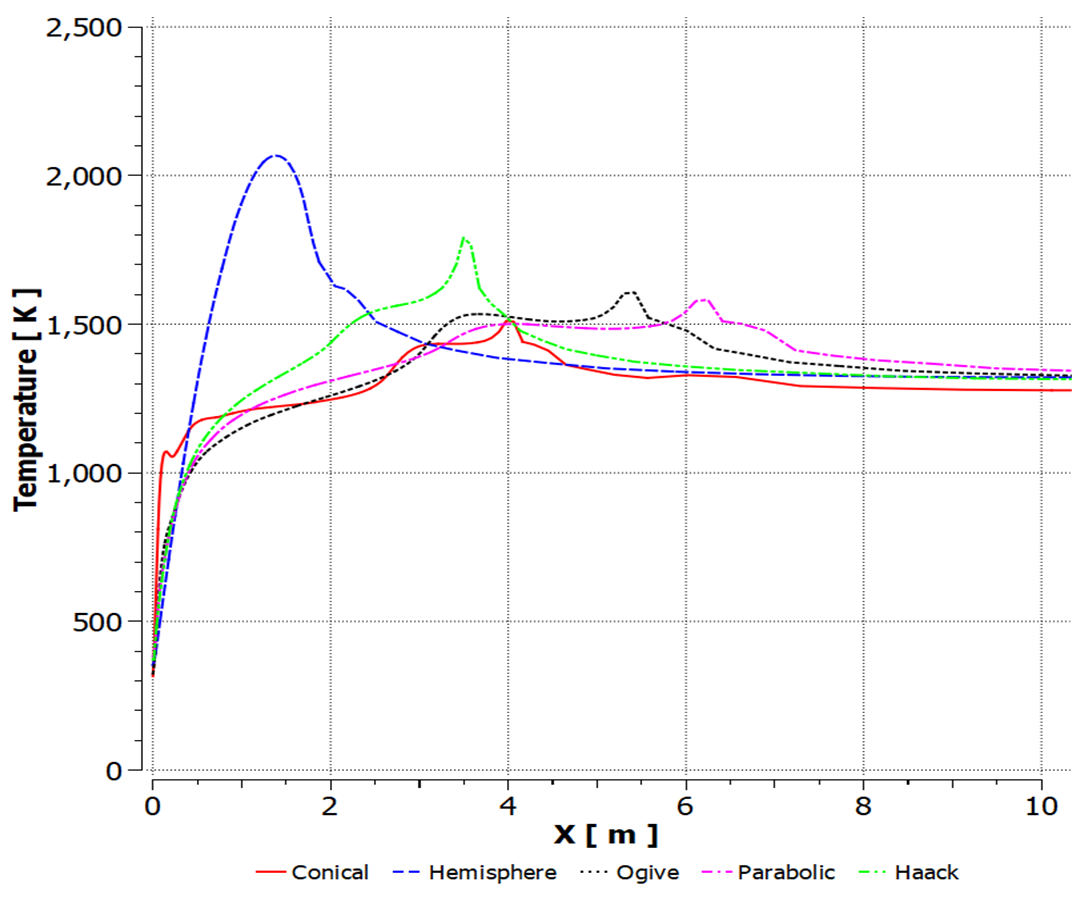 2,500
2,000
1,500
1,000
500
0
Temperature [ K ]
0 2 4 6 8 10
X [ m ]
Conical Hemisphere Ogive Parabolic Haack